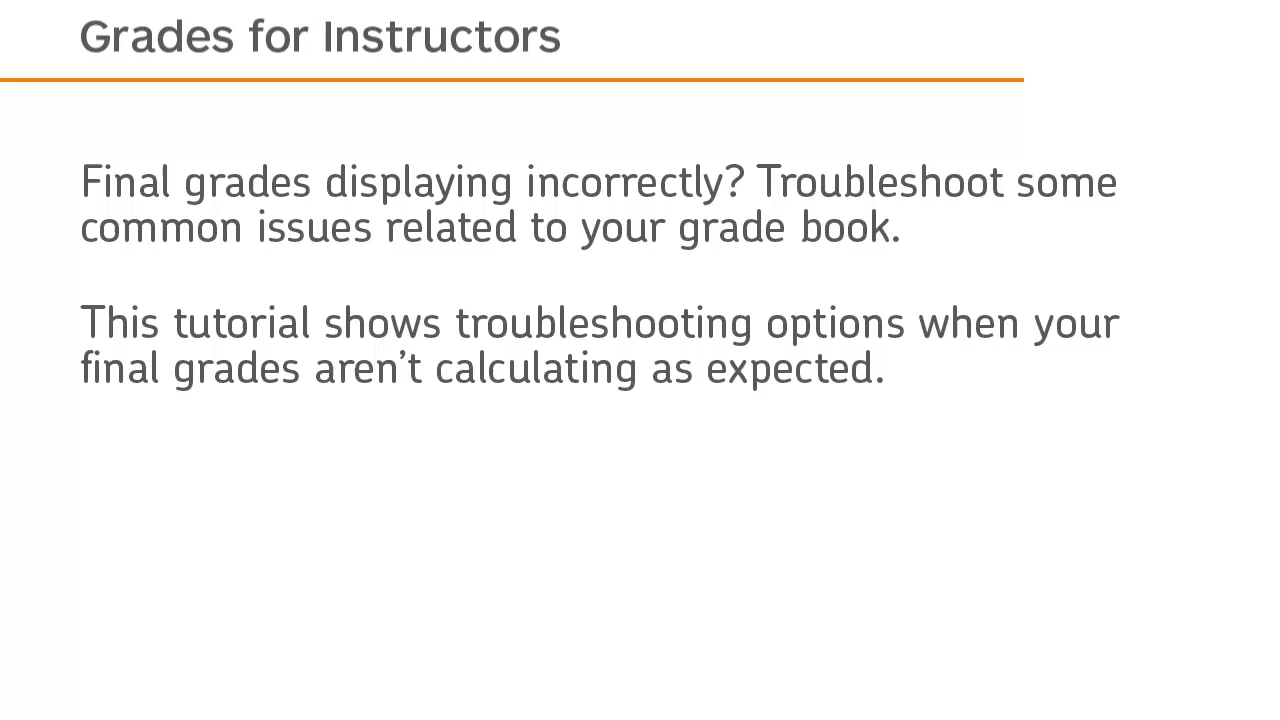 Grades for Instructors
Final grades displaying incorrectly? Troubleshoot some
common issues related to your grade book.
This tutorial shows troubleshooting options when your
final grades aren’t calculating as expected.